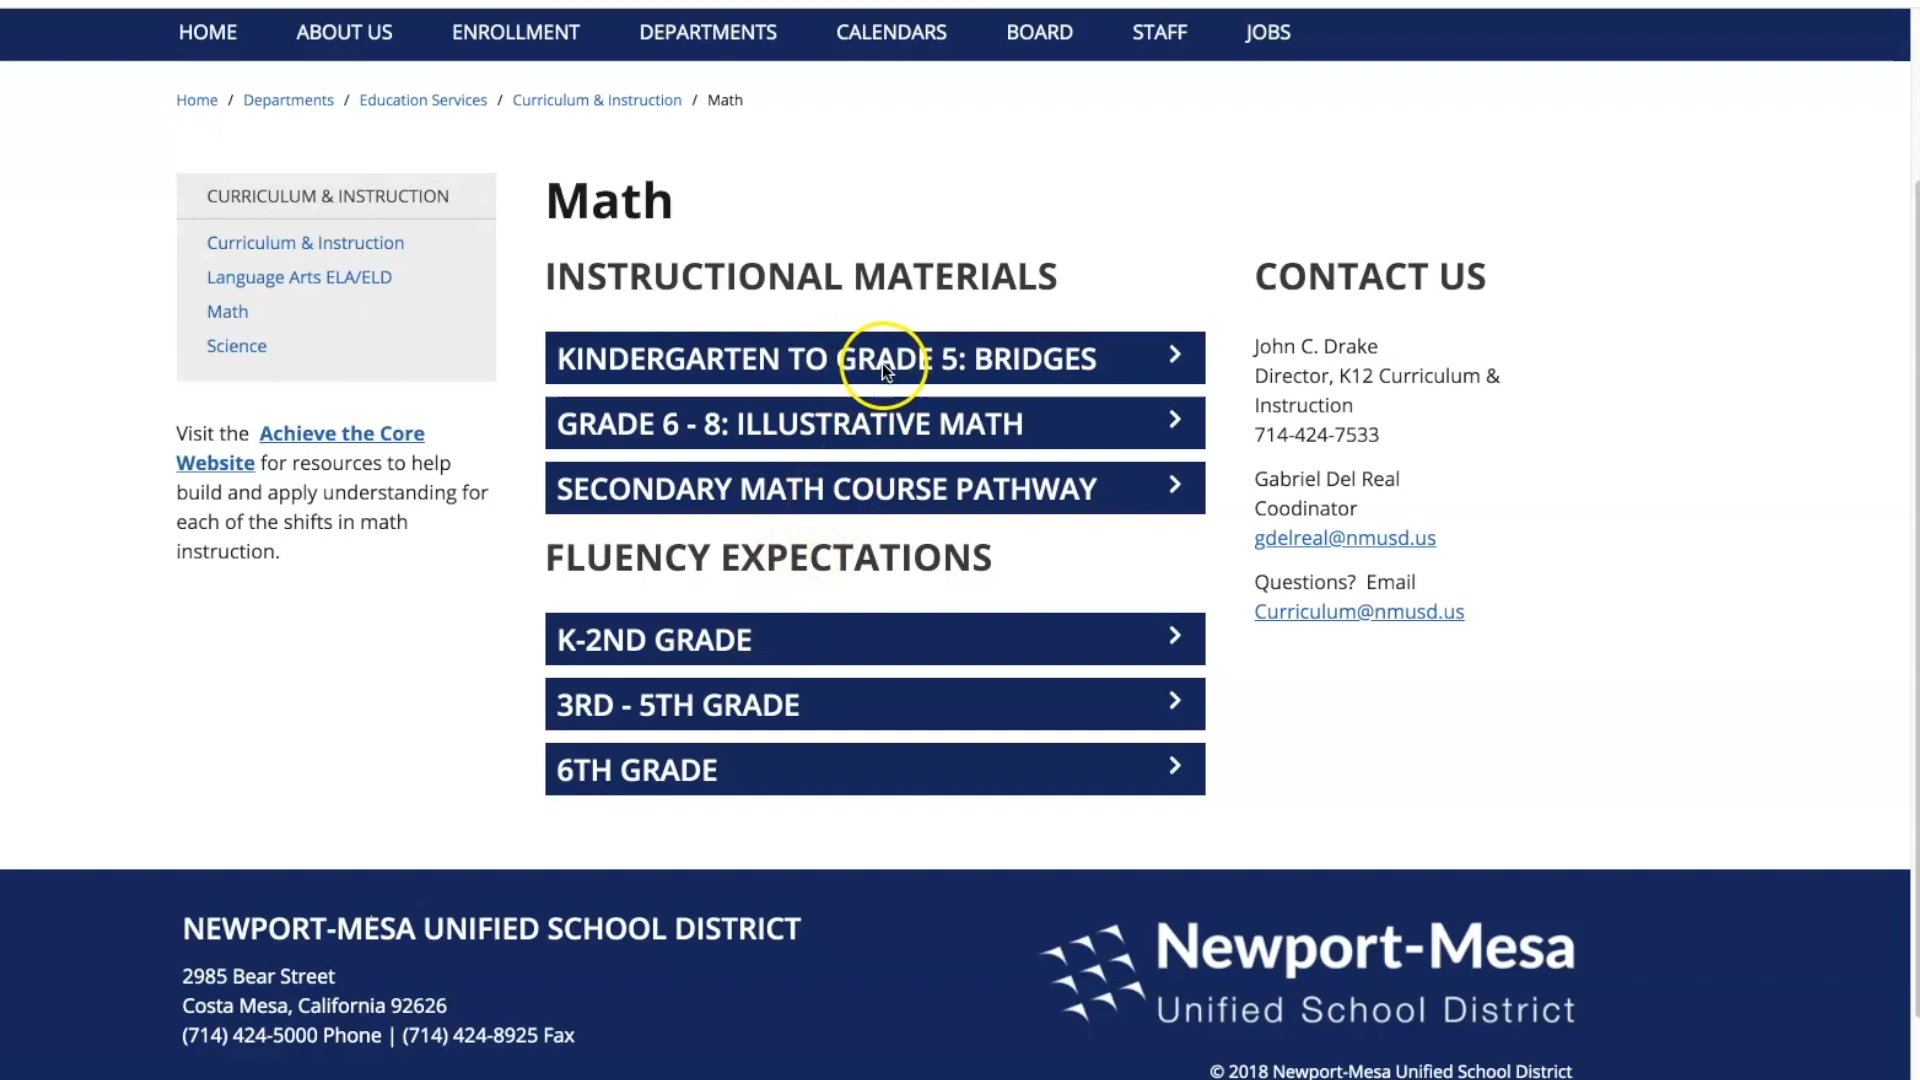 HOME ABOUT US ENROLLMENT DEPARTMENTS CALENDARS BOARD STAFF JOBS
Home / Departments / Education Services / Curriculum & Instruction / Math
CURRICULUM & INSTRUCTION
Curriculum & Instruction
Language Arts ELA/ELD
Math
Science
Visit the Achieve the Core
Website for resources to help
build and apply understanding for
each of the shifts in math
instruction.
Math
INSTRUCTIONAL MATERIALS
KINDERGARTEN TO GRADE 5: BRIDGES
GRADE 6 - 8: ILLUSTRATIVE MATH
SECONDARY MATH COURSE PATHWAY
FLUENCY EXPECTATIONS
K-2ND GRADE
3RD - 5TH GRADE
6TH GRADE
CONTACT US
John C. Drake
Director, K12 Curriculum &
Instruction
714-424-7533
Gabriel Del Real
Coodinator
gdelreal@nmusd.us
Questions? Email
Curriculum@nmusd.us
NEWPORT-MESA UNIFIED SCHOOL DISTRICT
2985 Bear Street
Costa Mesa, California 92626
(714) 424-5000 Phone | (714) 424-8925 Fax
Newport-Mesa
Unified School District
© 2018 Newport-Mesa Unified School District